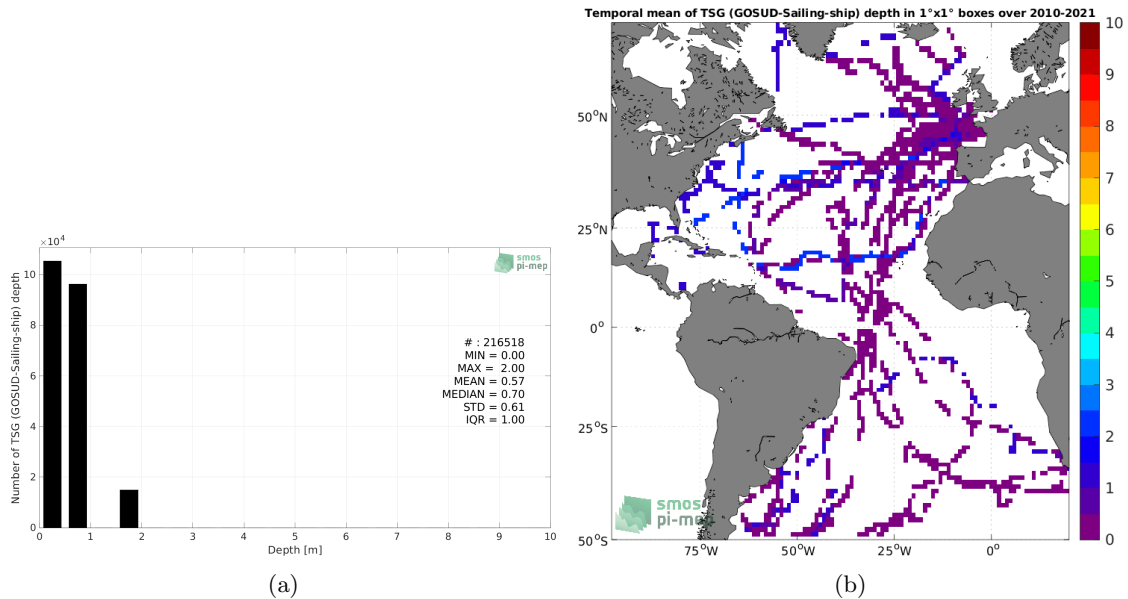 ×10^4
10
8
6
4
2
0
0 1 2 3 4 5 6 7 8 9 10
Number of TSG (GOSUD-Sailing-ship) depth
Depth [m]
smos
pi-mep
# : 216518
MIN = 0.00
MAX = 2.00
MEAN = 0.57
MEDIAN = 0.70
STD = 0.61
IQR = 1.00
(a)
Temporal mean of TSG (GOSUD-Sailing-ship) depth in 1°x1° boxes over 2010-2021
50°N
25°N
0°
25°S
50°S
75°W 50°W 25°W 0°
smos
pi-mep
10
9
8
7
6
5
4
3
2
1
0
(b)